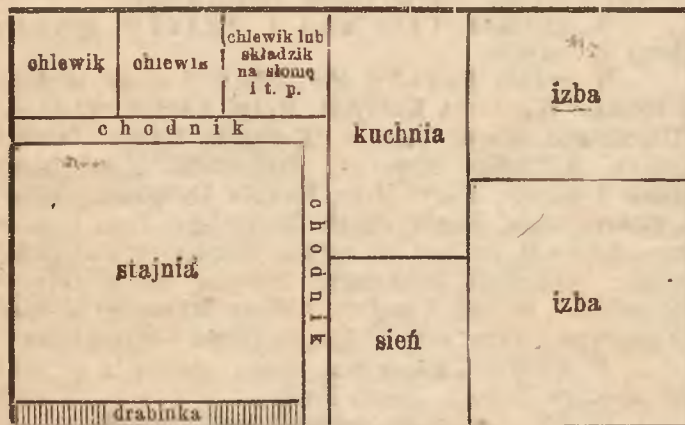 chlewik
chlewik
chlewik lub
składzik
na słomę
i t. p.
izba
chodnik
kuchnia
chodnik
stajnia
izba
sień
drabinka